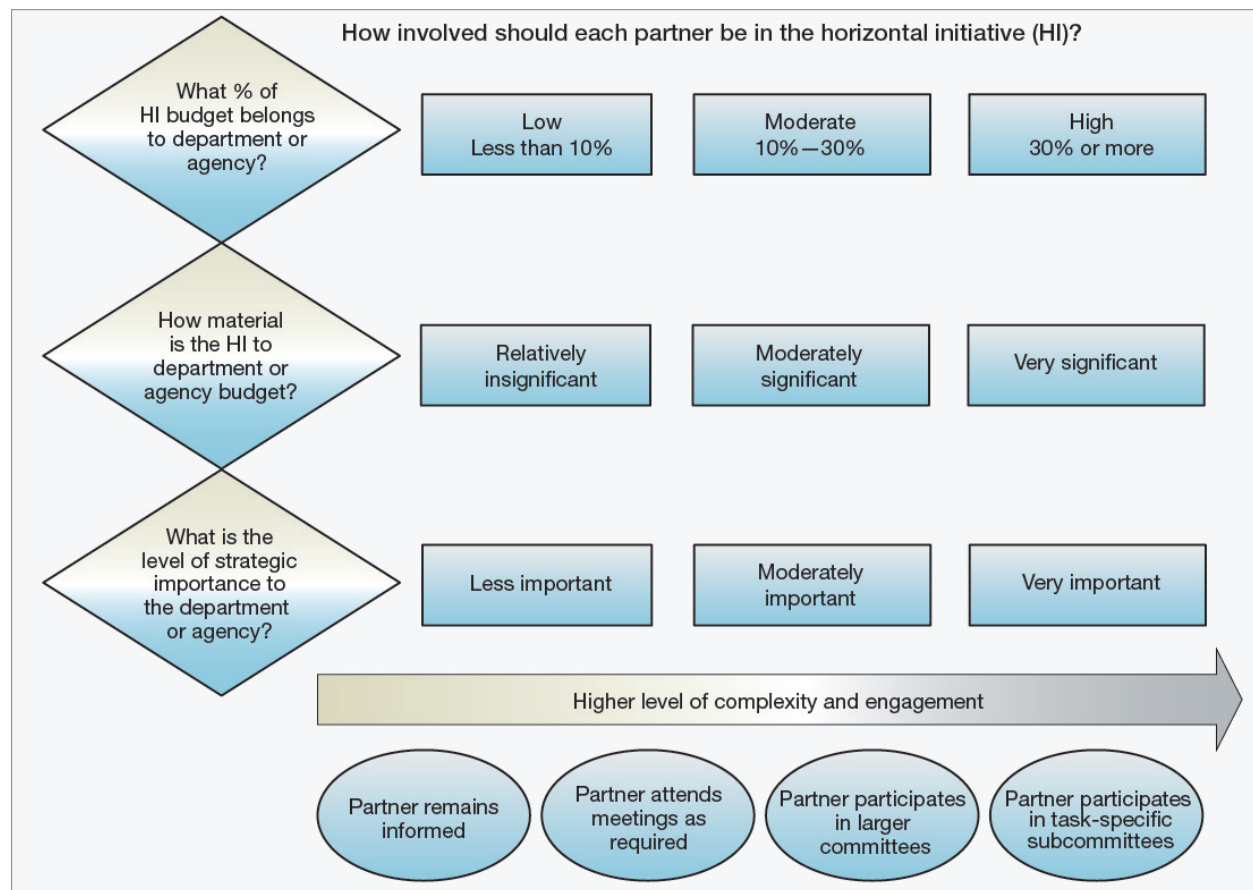 How involved should each partner be in the horizontal initiative (HI)?
What % of
HI budget belongs
to department or
agency?
Low
Less than 10%
Moderate
10%—30%
High
30% or more
How material
is the HI to
department or
agency budget?
Relatively
insignificant
Moderately
significant
Very significant
What is the
level of strategic
importance to
the department
or agency?
Less important
Moderately
important
Very important
Higher level of complexity and engagement
Partner remains
informed
Partner attends
meetings as
required
Partner participates
in larger
committees
Partner participates
in task-specific
subcommittees